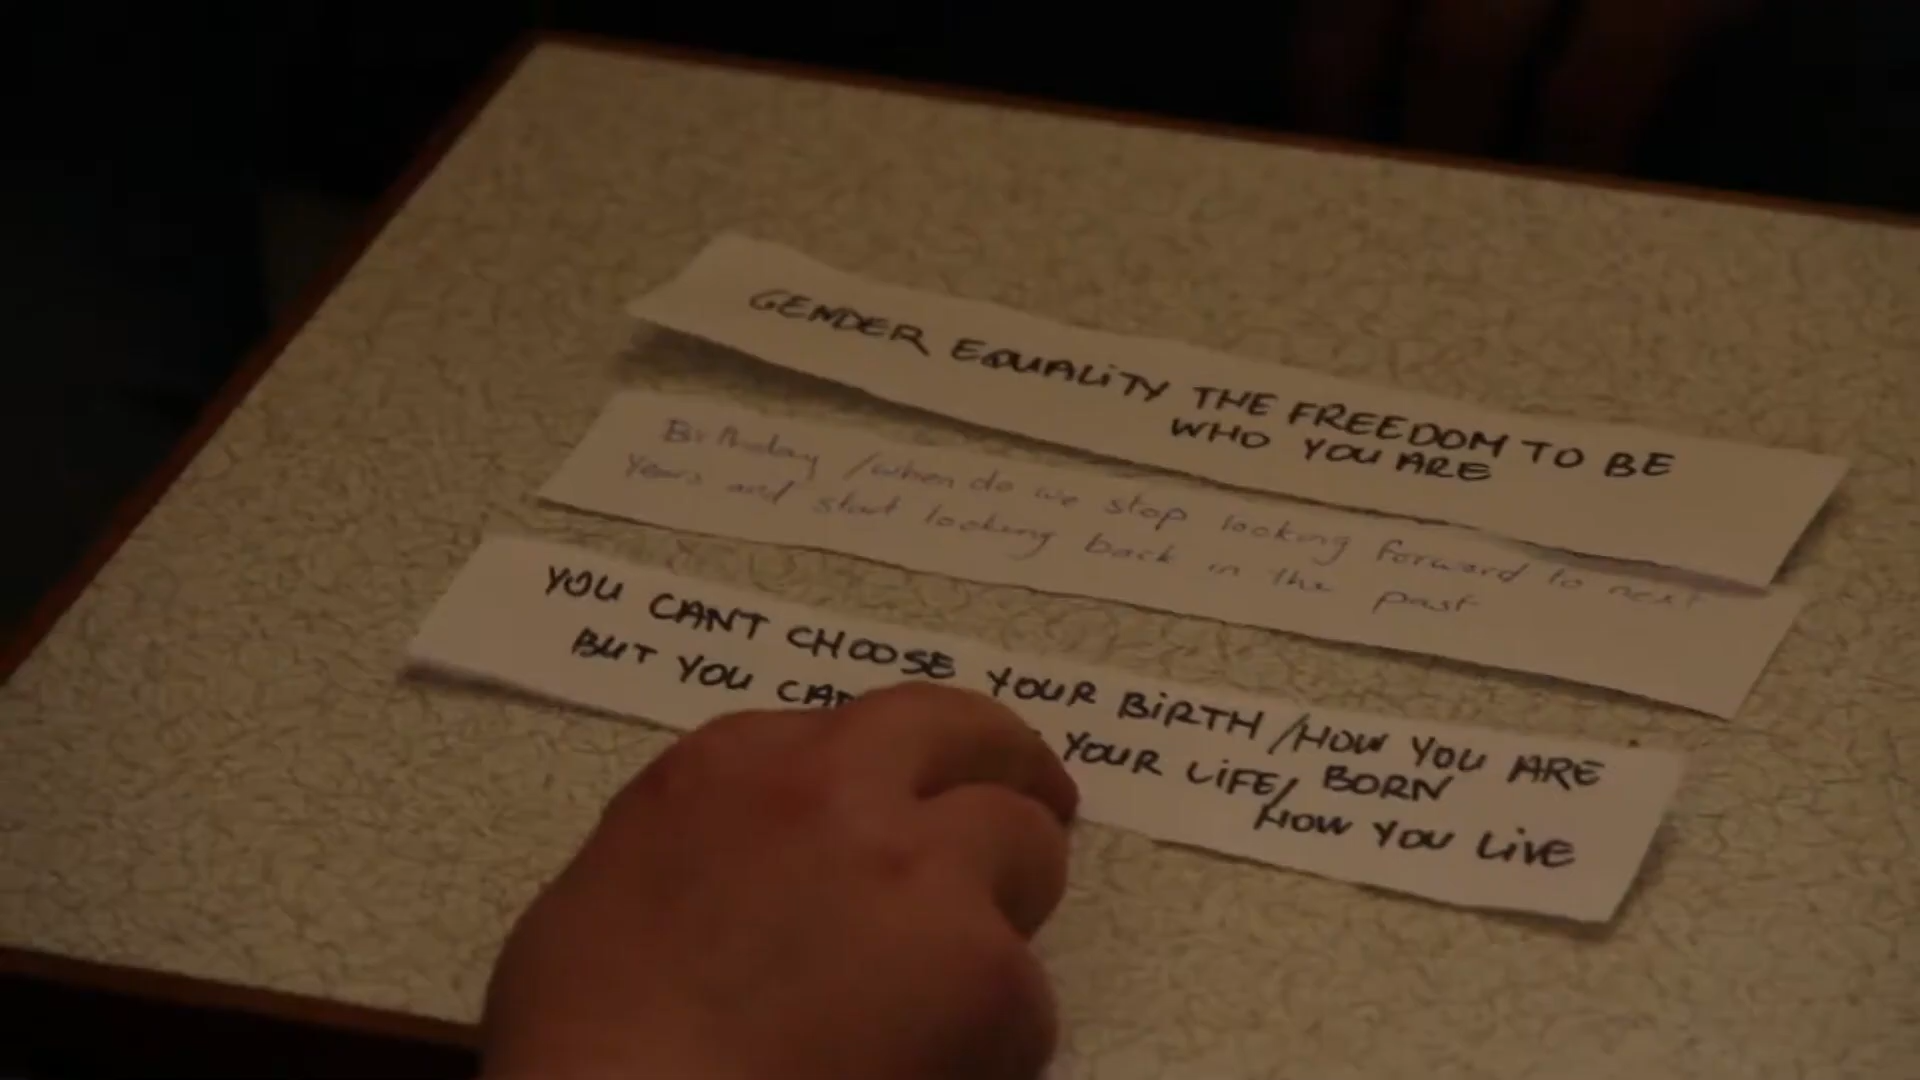 GENDER EQUALITY THE FREEDOM TO BE
WHO YOU ARE
Birthday /when do we stop looking forward to next
Years and start looking back in the past
YOU CANT CHOOSE YOUR BIRTH /HOW YOU ARE
BORN
BUT YOU YOUR LIFE/
HOW YOU LIVE